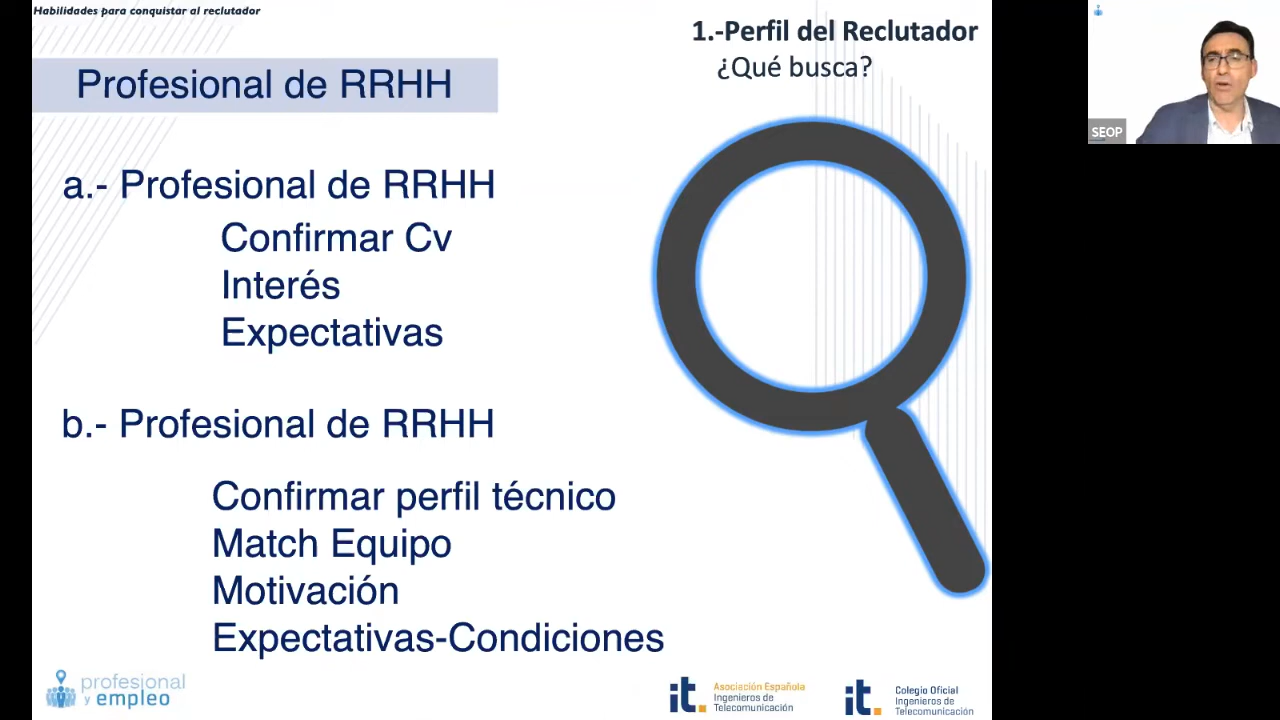 Habilidades para conquistar al reclutador
1.-Perfil del Reclutador
¿Qué busca?
Profesional de RRHH
a.- Profesional de RRHH
Confirmar Cv
Interés
Expectativas
b.- Profesional de RRHH
Confirmar perfil técnico
Match Equipo
Motivación
Expectativas-Condiciones
profesional
y empleo
it.
Asociación Española
Ingenieros de
Telecomunicación
it.
Colegio Oficial
Ingenieros de
Telecomunicación
SEOP